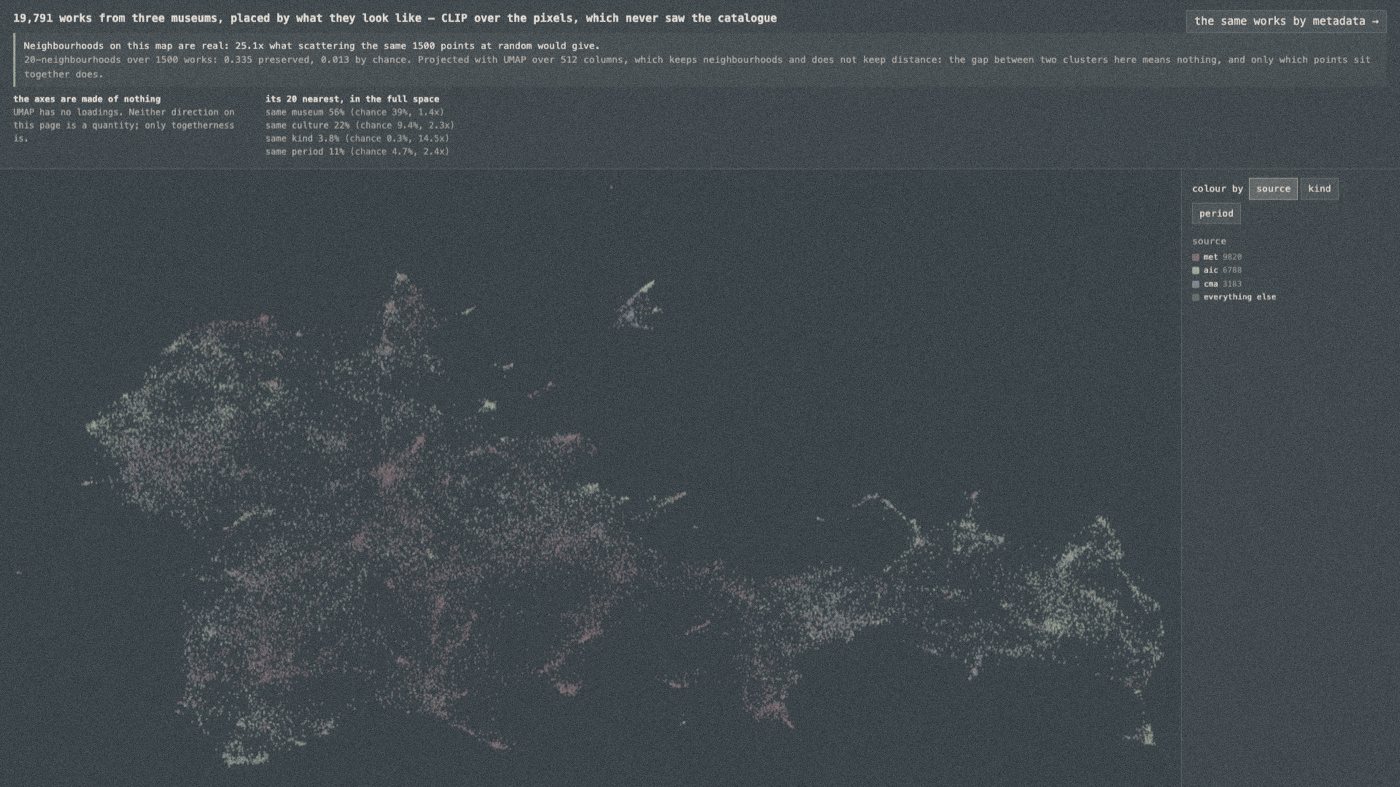 19,791 works from three museums, placed by what they look like — CLIP over the pixels, which never saw the catalogue
the same works by metadata →
Neighbourhoods on this map are real: 25.1x what scattering the same 1500 points at random would give.
20-neighbourhoods over 1500 works: 0.335 preserved, 0.013 by chance. Projected with UMAP over 512 columns, which keeps neighbourhoods and does not keep distance: the gap between two clusters here means nothing, and only which points sit
together does.
the axes are made of nothing
UMAP has no loadings. Neither direction on
this page is a quantity; only togetherness
is.
its 20 nearest, in the full space
same museum 56% (chance 39%, 1.4x)
same culture 22% (chance 9.4%, 2.3x)
same kind 3.8% (chance 0.3%, 14.5x)
same period 11% (chance 4.7%, 2.4x)
colour by source kind
period
source
met 9820
aic 6788
cma 3183
everything else